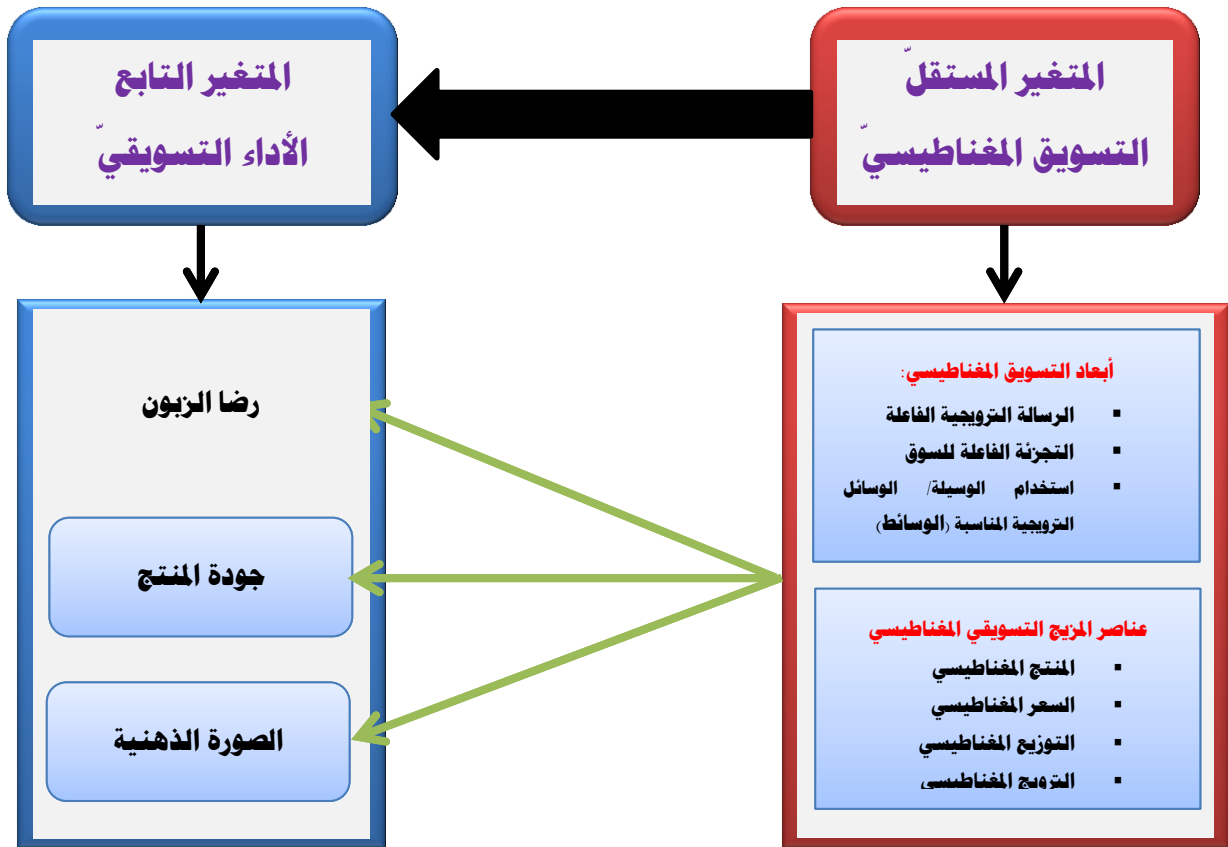 المتغير المستقلّ
التسويق المغناطيسيّ
المتغير التابع
الأداء التسويقيّ
أبعاد التسويق المغناطيسي:
▪ الرسالة الترويجية الفاعلة
▪ التجزئة الفاعلة للسوق
▪ استخدام الوسيلة/ الوسائل
الترويجية المناسبة (الوسائط)
عناصر المزيج التسويقي المغناطيسي
▪ المنتج المغناطيسي
▪ السعر المغناطيسي
▪ التوزيع المغناطيسي
▪ الترويج المغناطيسي
رضا الزبون
جودة المنتج
الصورة الذهنية